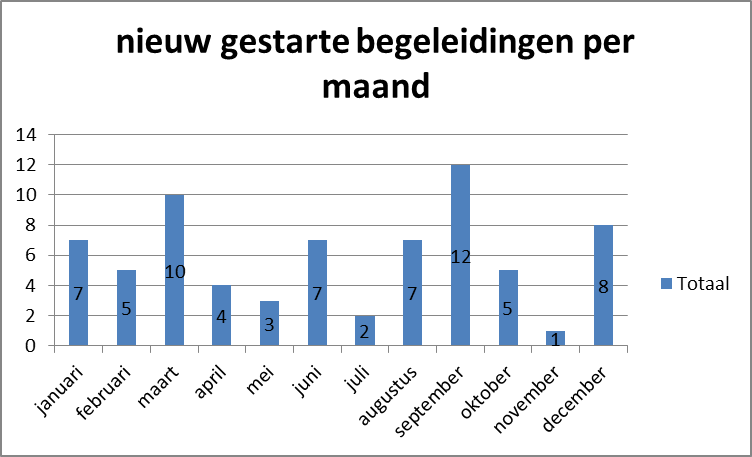 nieuw gestarte begeleidingen per
maand
14
12
10
8
6
4
2
0
7
5
10
4
3
7
2
7
12
5
1
8
januari
februari
maart
april
mei
juni
juli
augustus
september
oktober
november
december
Totaal